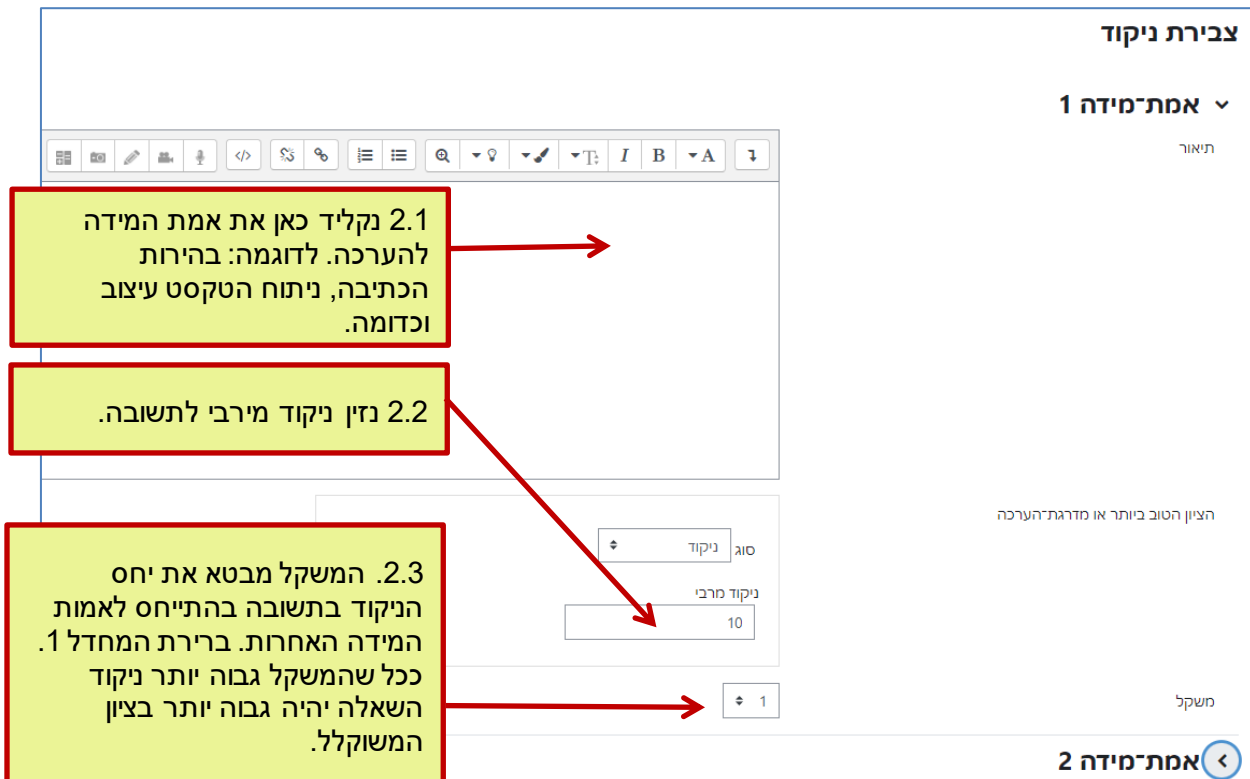 צבירת ניקוד
אמת־מידה 1
תיאור
2.1 נקליד כאן את אמת המידה
להערכה. לדוגמה: בהירות
הכתיבה, ניתוח הטקסט עיצוב
וכדומה.
2.2 נזין ניקוד מירבי לתשובה.
הציון הטוב ביותר או מדרגת־הערכה
סוג ניקוד
ניקוד מרבי
10
2.3. המשקל מבטא את יחס
הניקוד בתשובה בהתייחס לאמות
המידה האחרות. ברירת המחדל 1.
ככל שהמשקל גבוה יותר ניקוד
השאלה יהיה גבוה יותר בציון
המשוקלל.
משקל
1
אמת־מידה 2